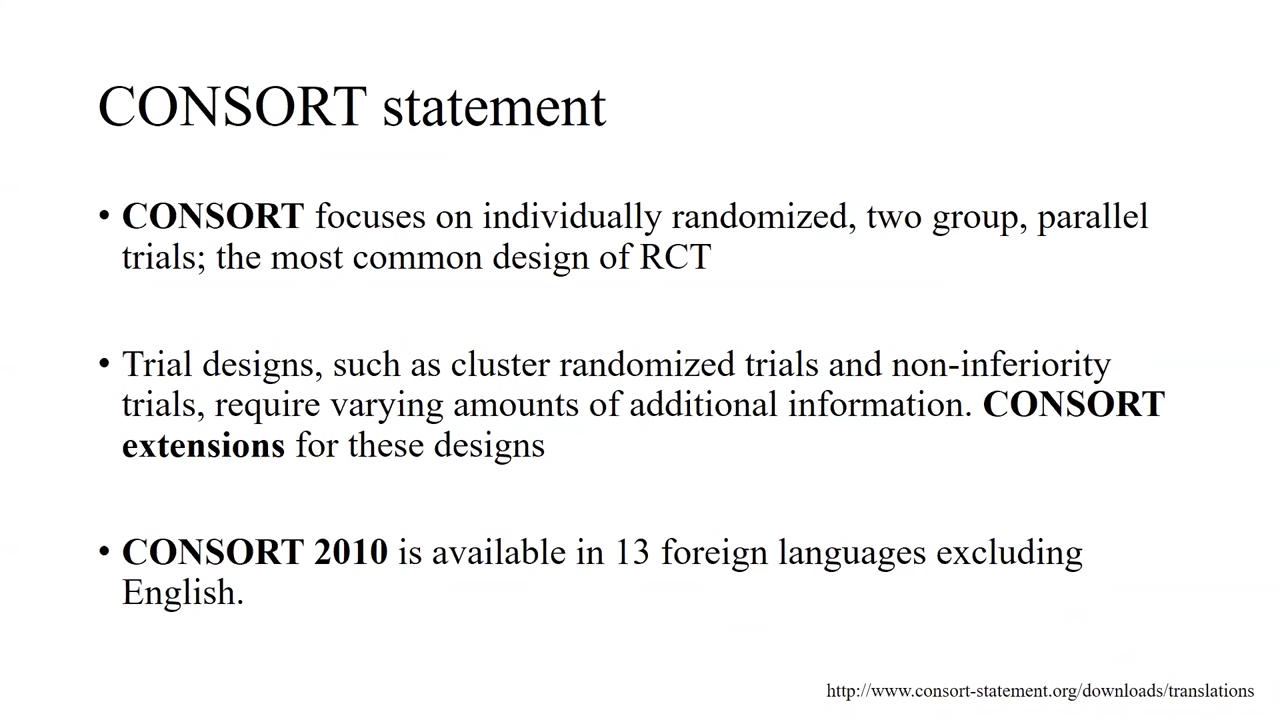 CONSORT statement
• CONSORT focuses on individually randomized, two group, parallel
trials; the most common design of RCT
• Trial designs, such as cluster randomized trials and non-inferiority
trials, require varying amounts of additional information. CONSORT
extensions for these designs
• CONSORT 2010 is available in 13 foreign languages excluding
English.
http://www.consort-statement.org/downloads/translations